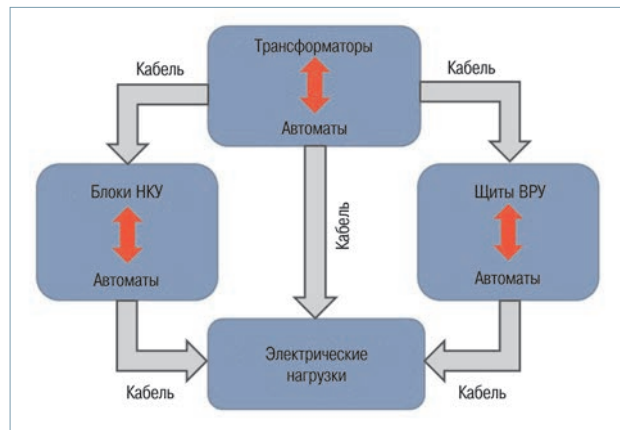 Трансформаторы
Кабель
Кабель
Автоматы
Блоки НКУ
Щиты ВРУ
Кабель
Автоматы
Автоматы
Электрические
нагрузки
Кабель
Кабель